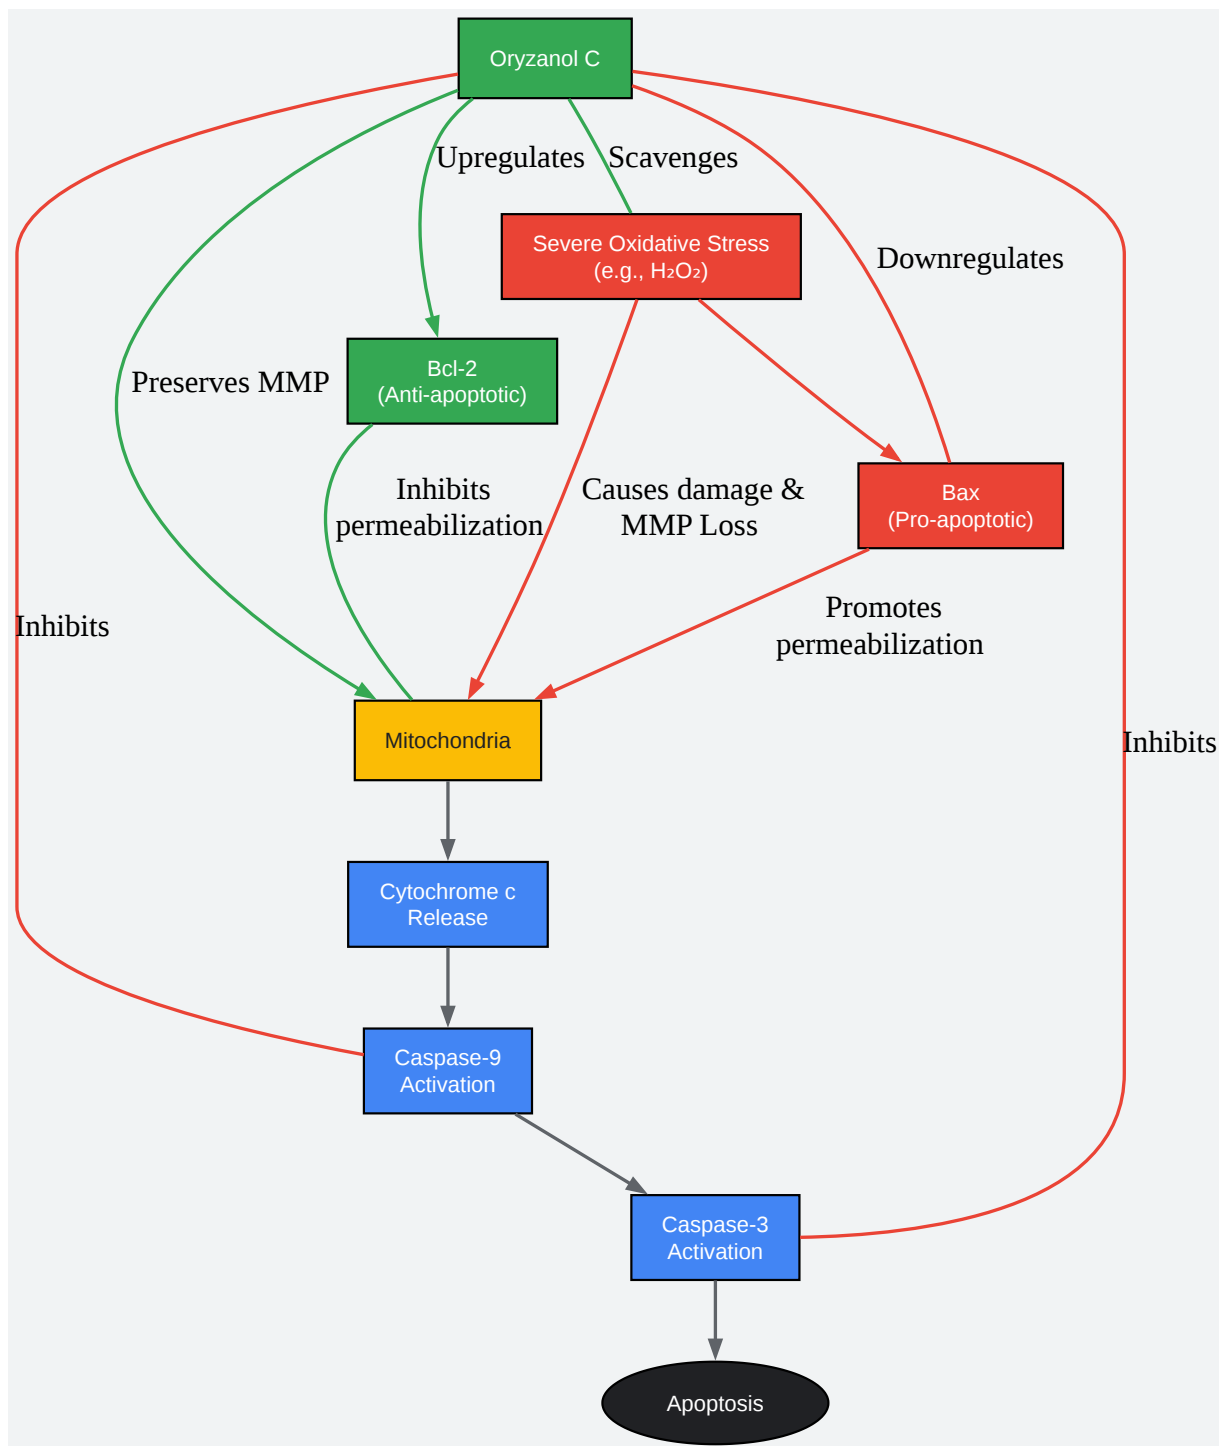 Oryzanol C
Upregulates
Scavenges
Severe Oxidative Stress
(e.g., H₂O₂)
Downregulates
Preserves MMP
Bcl-2
(Anti-apoptotic)
Inhibits
permeabilization
Causes damage &
MMP Loss
Bax
(Pro-apoptotic)
Promotes
permeabilization
Inhibits
Mitochondria
Inhibits
Cytochrome c
Release
Caspase-9
Activation
Caspase-3
Activation
Apoptosis